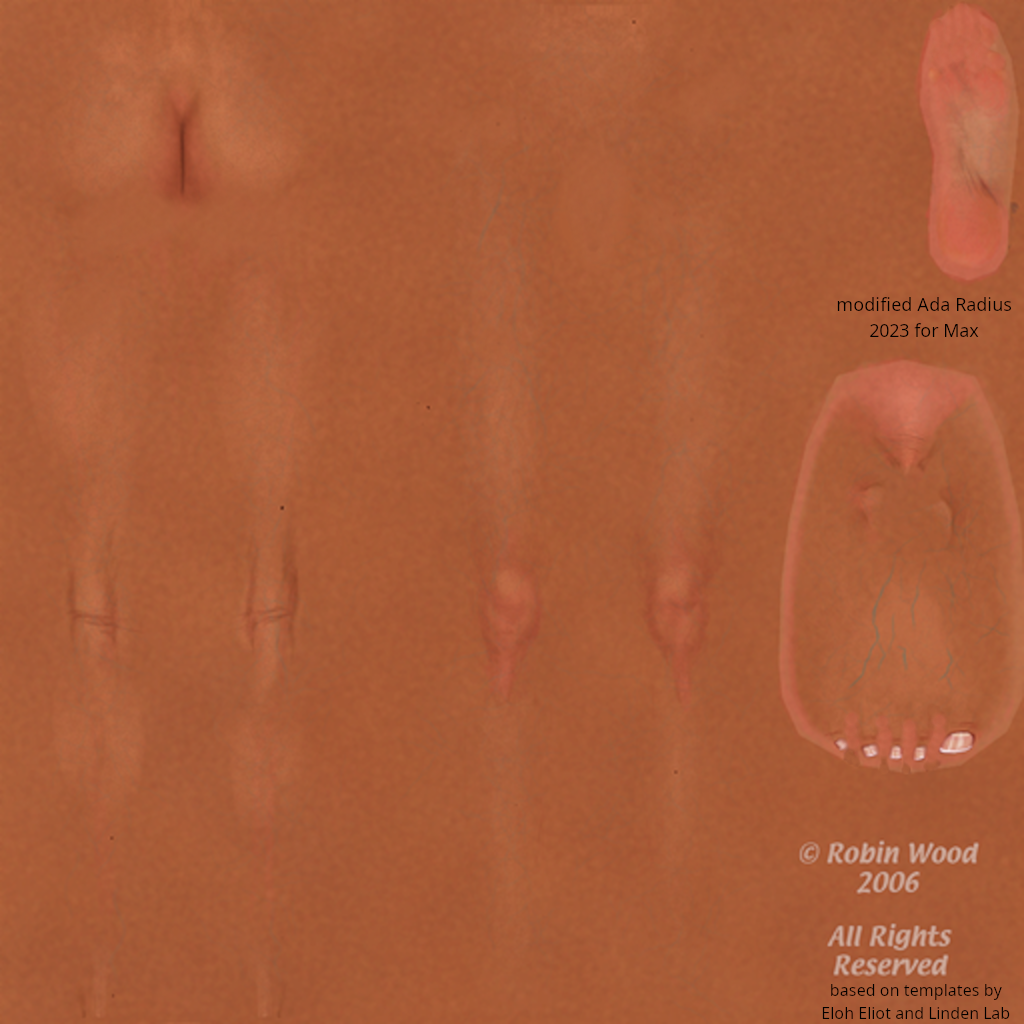 modified Ada Radius
2023 for Max
© Robin Wood
2006
All Rights
Reserved
based on templates by
Eloh Eliot and Linden Lab